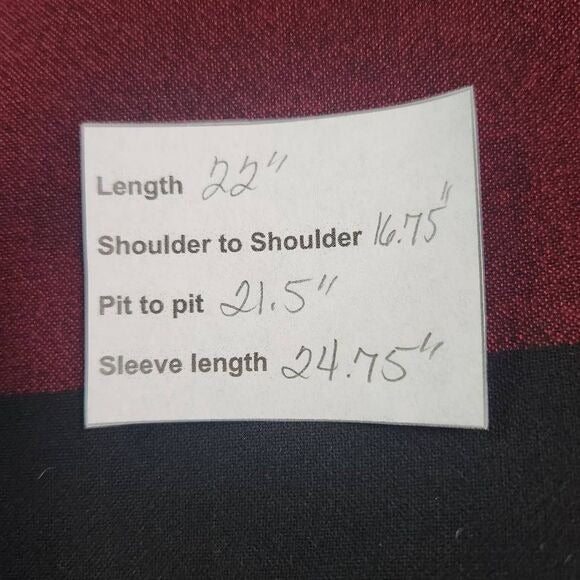 Length 22"
Shoulder to Shoulder 16.75"
Pit to pit 21.5"
Sleeve length 24.75"